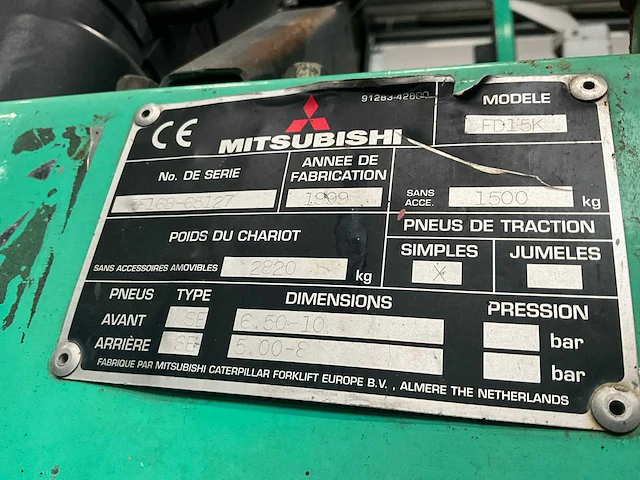 91283-42800
CE
MITSUBISHI
MODELE
FD15K
No. DE SERIE
ANNEE DE FABRICATION
1999
SANS ACCE.
1500 kg
POIDS DU CHARIOT
SANS ACCESSOIRES AMOVIBLES
2820 kg
PNEUS DE TRACTION
SIMPLES
X
JUMELES
PNEUS TYPE DIMENSIONS PRESSION
AVANT 6.50-10 bar
ARRIÈRE 5.00-8 bar
FABRIQUE PAR MITSUBISHI CATERPILLAR FORKLIFT EUROPE B.V. , ALMERE THE NETHERLANDS